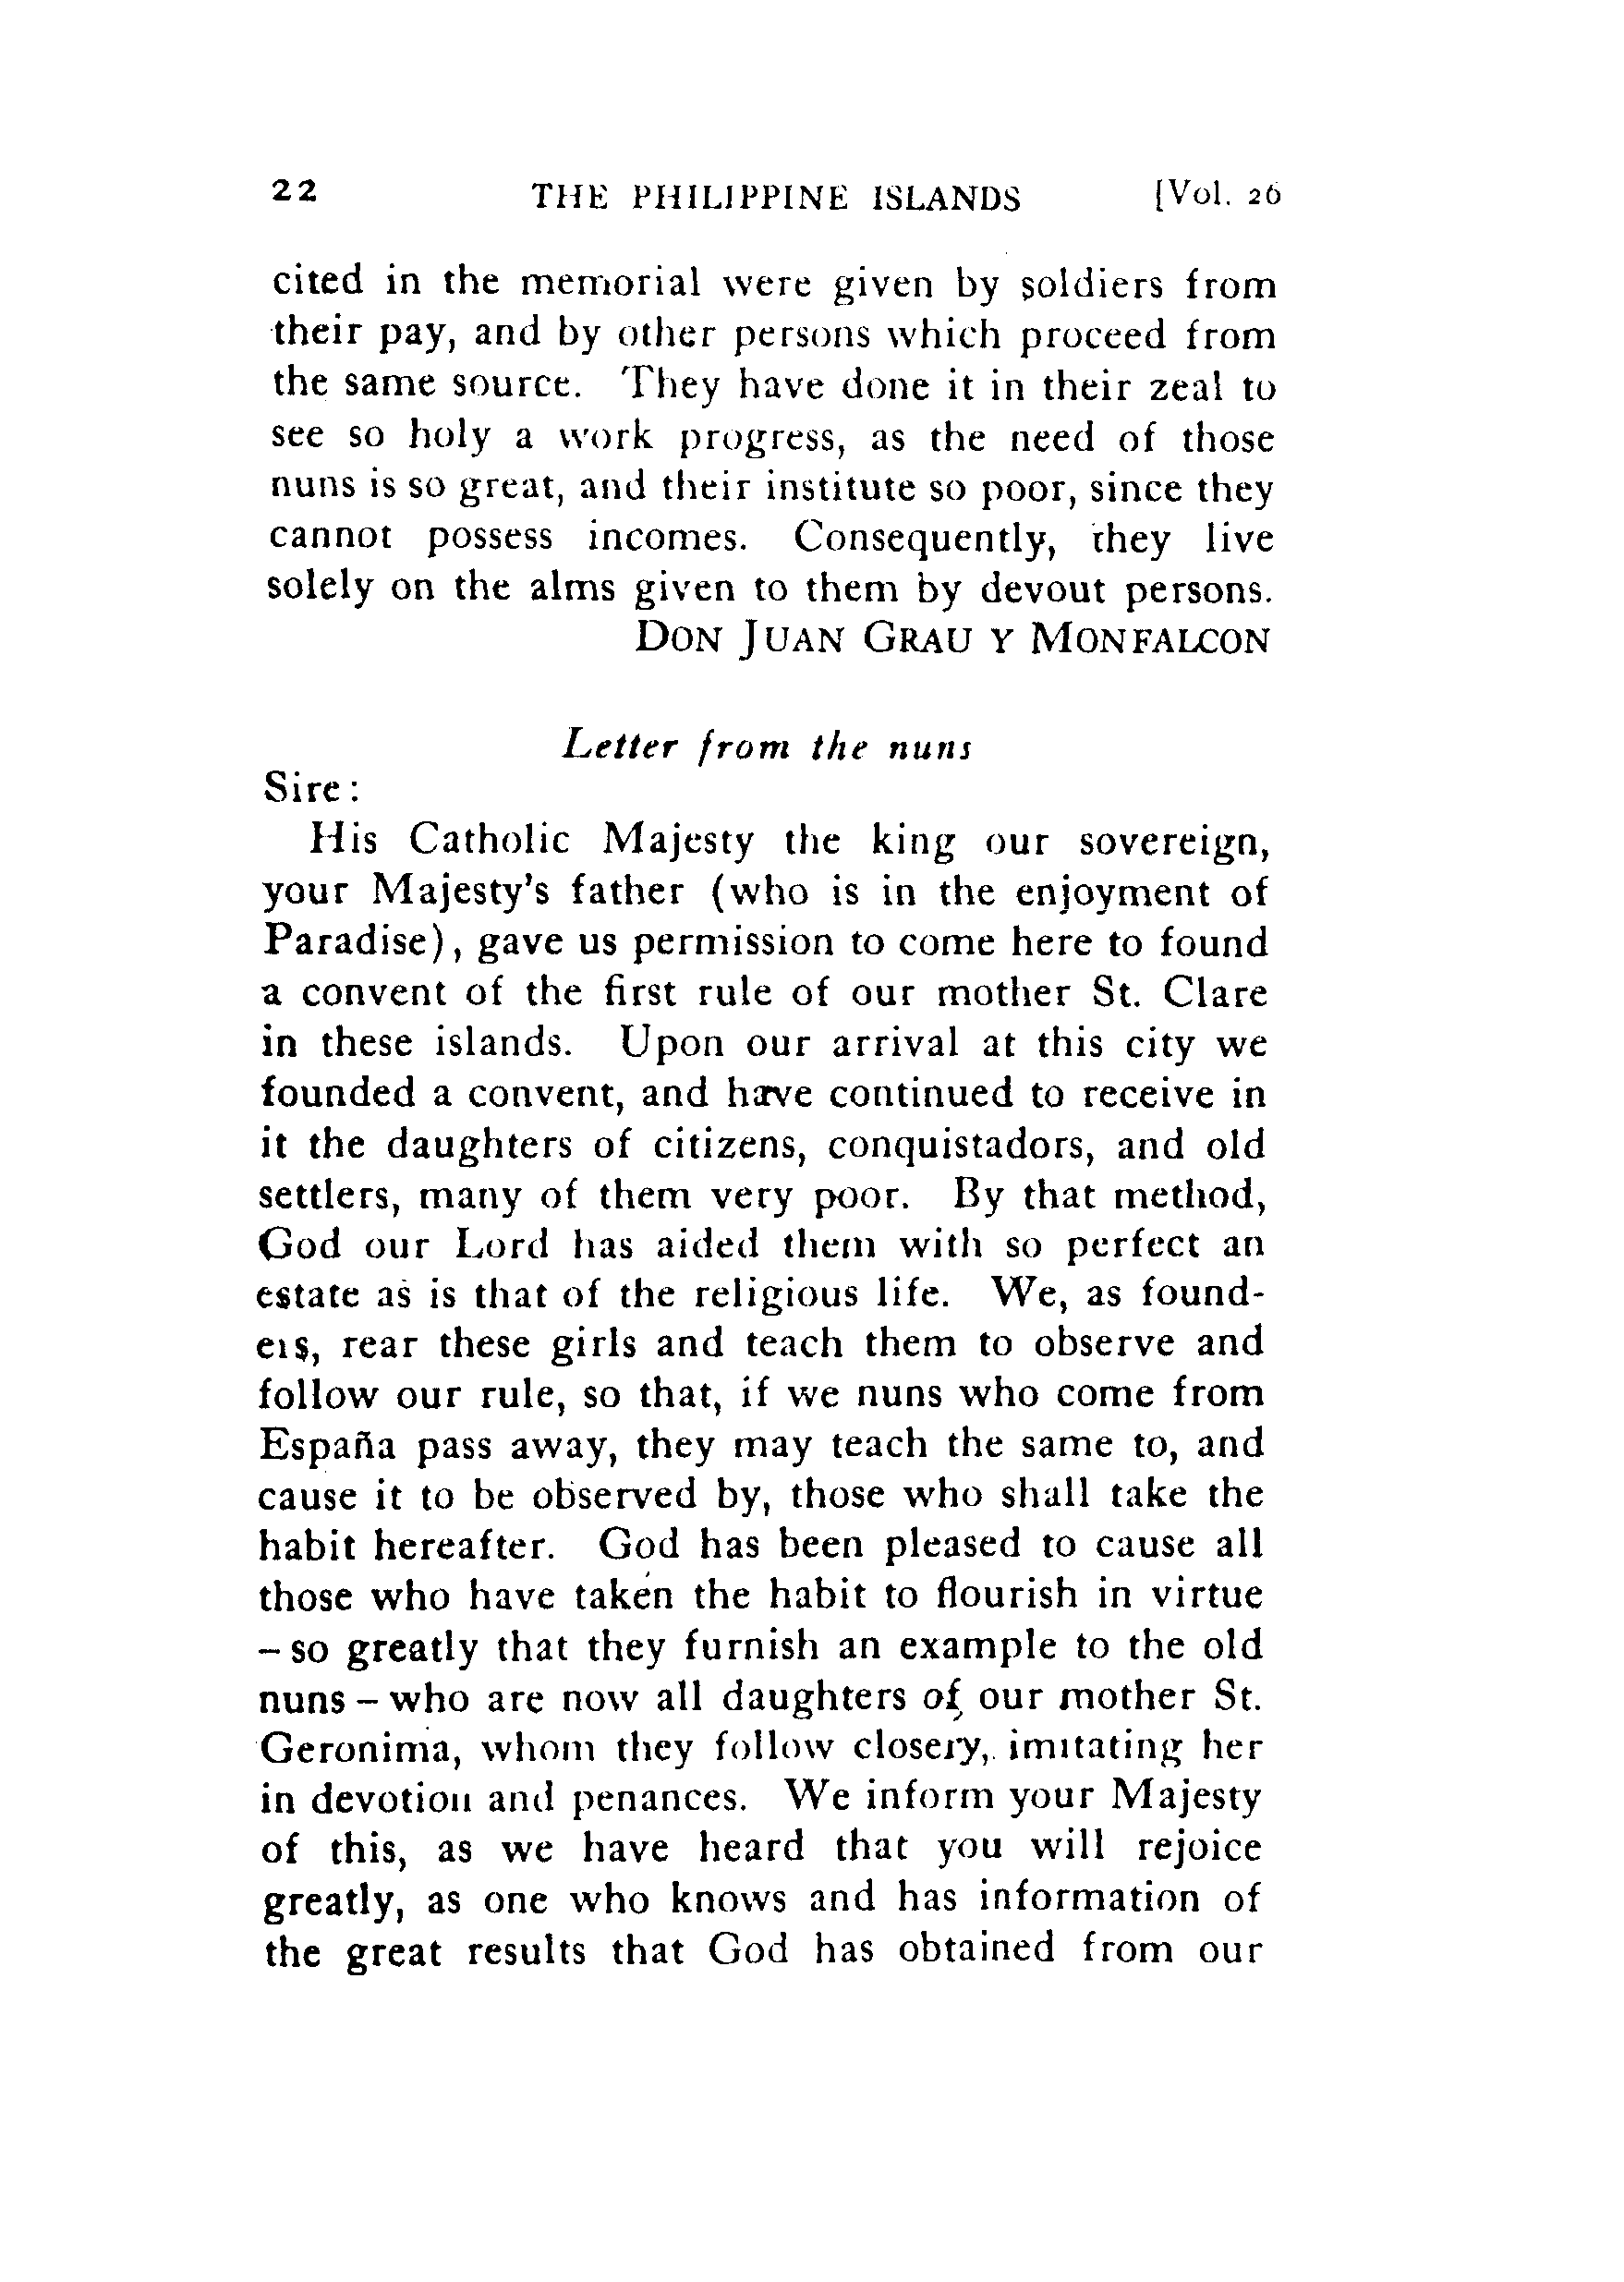 22 THE PHILIPPINE ISLANDS [Vol. 26
cited in the memorial were given by soldiers from
their pay, and by other persons which proceed from
the same source. They have done it in their zeal to
see so holy a work progress, as the need of those
nuns is so great, and their institute so poor, since they
cannot possess incomes. Consequently, they live
solely on the alms given to them by devout persons.
DON JUAN GRAU Y MONFALCON
Letter from the nuns
Sire:
His Catholic Majesty the king our sovereign,
your Majesty's father (who is in the enjoyment of
Paradise), gave us permission to come here to found
a convent of the first rule of our mother St. Clare
in these islands. Upon our arrival at this city we
founded a convent, and have continued to receive in
it the daughters of citizens, conquistadors, and old
settlers, many of them very poor. By that method,
God our Lord has aided them with so perfect an
estate as is that of the religious life. We, as found-
ers, rear these girls and teach them to observe and
follow our rule, so that, if we nuns who come from
España pass away, they may teach the same to, and
cause it to be observed by, those who shall take the
habit hereafter. God has been pleased to cause all
those who have taken the habit to flourish in virtue
– so greatly that they furnish an example to the old
nuns – who are now all daughters of our mother St.
Geronima, whom they follow closely, imitating her
in devotion and penances. We inform your Majesty
of this, as we have heard that you will rejoice
greatly, as one who knows and has information of
the great results that God has obtained from our